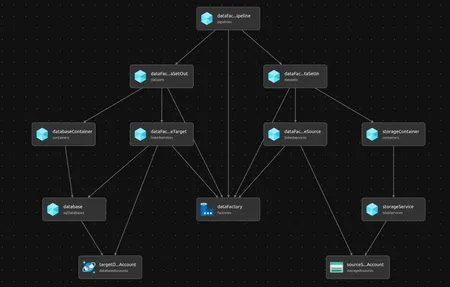 dataFac...ipeline
pipelines
dataFac...aSetOut
datasets
dataFac...taSetIn
datasets
databaseContainer
containers
dataFac...eTarget
linkedservices
dataFac...eSource
linkedservices
storageContainer
containers
database
sqlDatabases
dataFactory
factories
storageService
blobServices
targetD...Account
databaseAccounts
sourceS...Account
storageAccounts